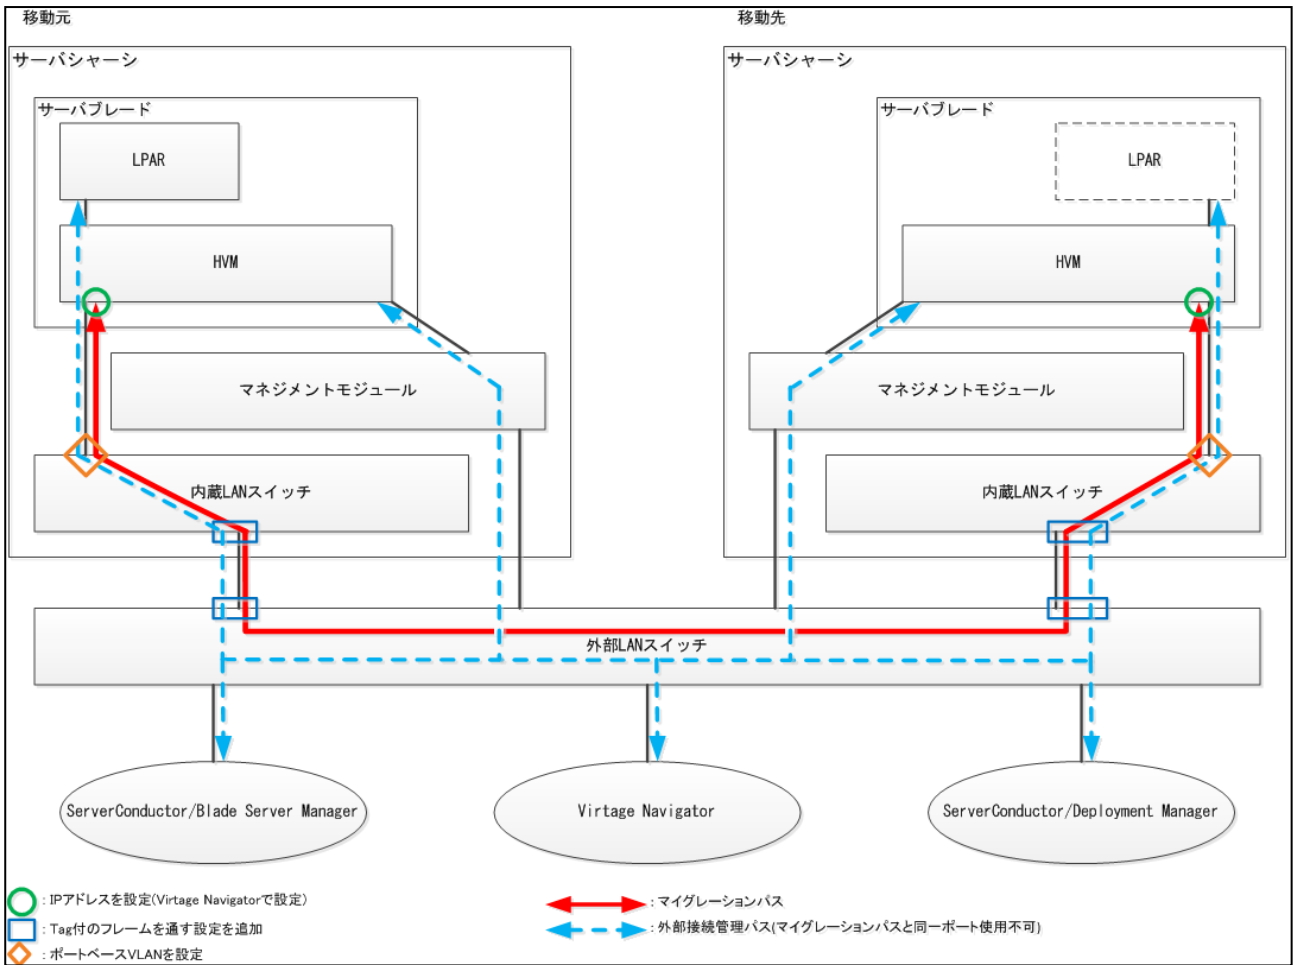 移動元
移動先
サーバシャーシ
サーバシャーシ
サーバブレード
サーバブレード
LPAR
LPAR
HVM
HVM
マネジメントモジュール
マネジメントモジュール
内蔵LANスイッチ
内蔵LANスイッチ
外部LANスイッチ
ServerConductor/Blade Server Manager
Virtage Navigator
ServerConductor/Deployment Manager
: IPアドレスを設定(Virtage Navigatorで設定)
: Tag付のフレームを通す設定を追加
: ポートベースVLANを設定
: マイグレーションパス
: 外部接続管理パス(マイグレーションパスと同一ポート使用不可)